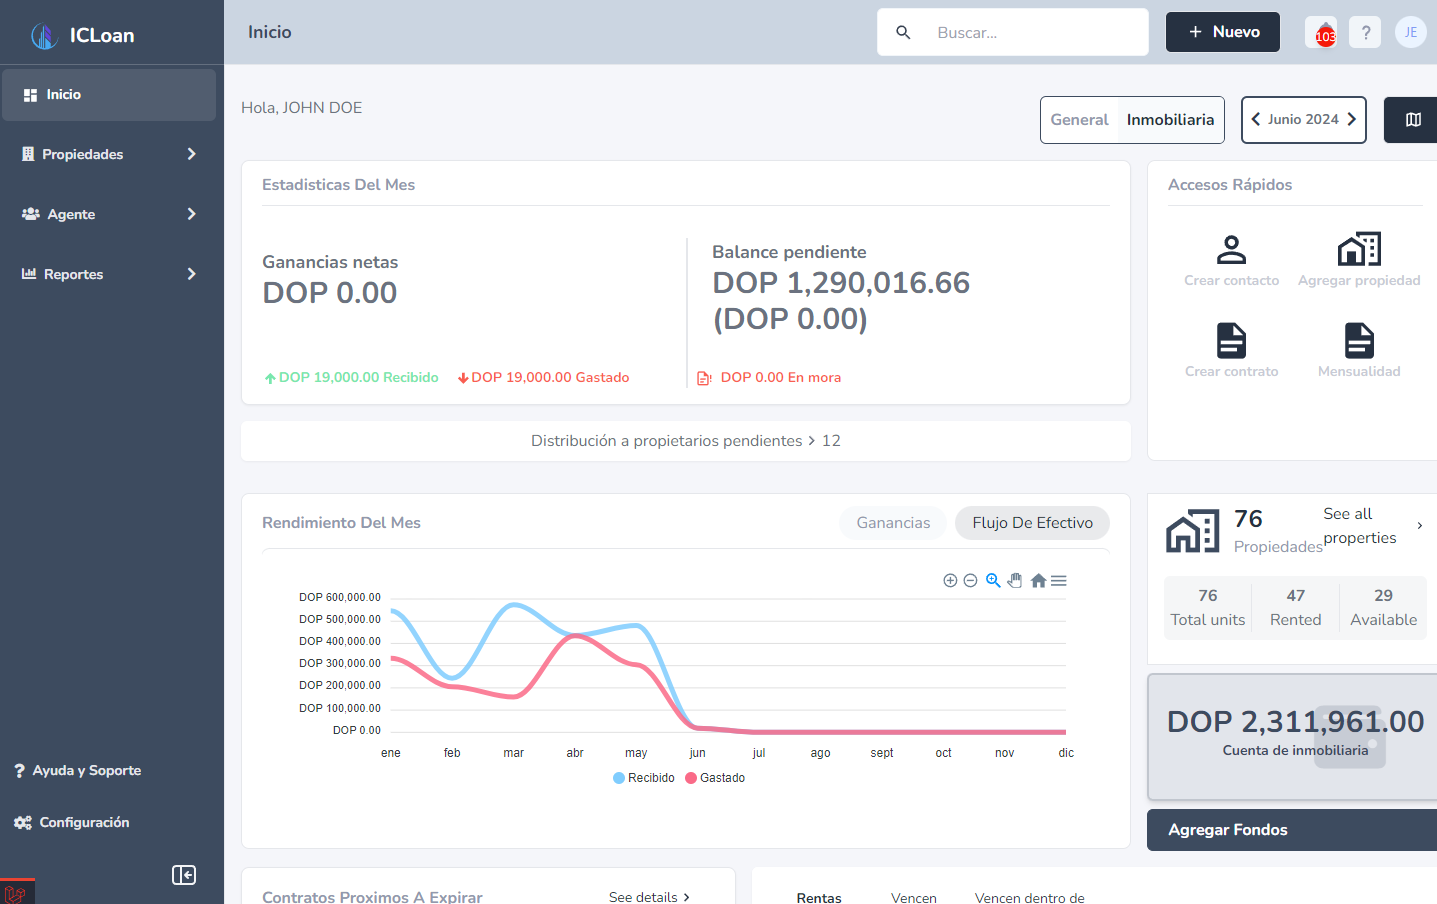 ICLoan
Inicio
Propiedades
Agente
Reportes
Ayuda y Soporte
Configuración
Inicio
Buscar...
+ Nuevo
103
?
JE
Hola, JOHN DOE
General Inmobiliaria
Junio 2024
Estadisticas Del Mes
Ganancias netas
DOP 0.00
DOP 19,000.00 Recibido
DOP 19,000.00 Gastado
Balance pendiente
DOP 1,290,016.66
(DOP 0.00)
DOP 0.00 En mora
Accesos Rápidos
Crear contacto
Agregar propiedad
Crear contrato
Mensualidad
Distribución a propietarios pendientes > 12
Rendimiento Del Mes
Ganancias
Flujo De Efectivo
DOP 600,000.00
DOP 500,000.00
DOP 400,000.00
DOP 300,000.00
DOP 200,000.00
DOP 100,000.00
DOP 0.00
ene feb mar abr may jun jul ago sept oct nov dic
Recibido Gastado
76
Propiedades
See all
properties
76 47 29
Total units Rented Available
DOP 2,311,961.00
Cuenta de inmobiliaria
Agregar Fondos
Contratos Proximos A Expirar
See details
Rentas Vencen Vencen dentro de